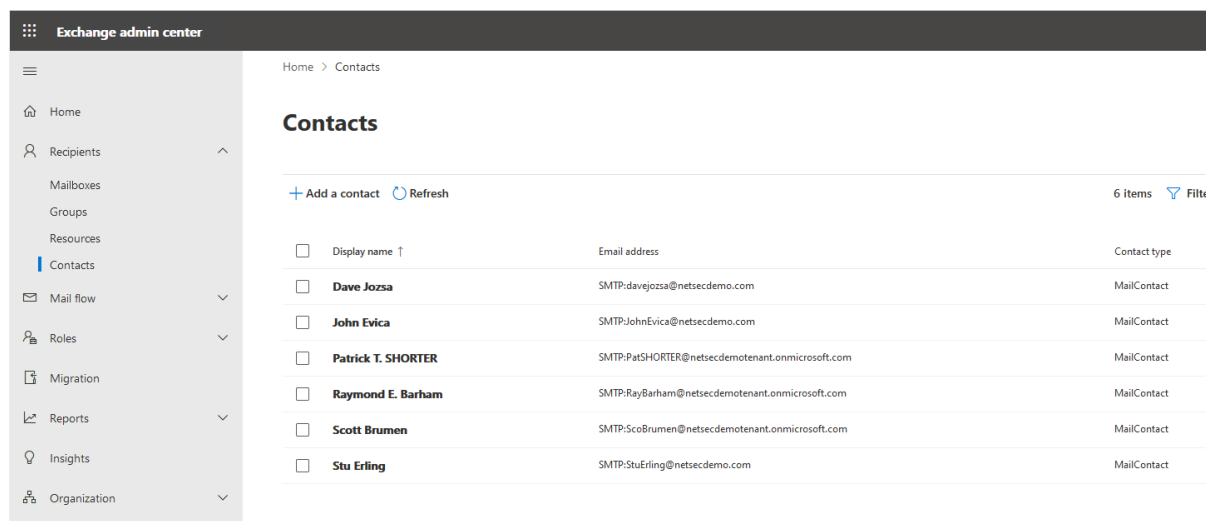 Exchange admin center
Home > Contacts
Home
Contacts
Recipients
Mailboxes
Groups
Resources
Contacts
Mail flow
Roles
Migration
Reports
Insights
Organization
Add a contact Refresh 6 items Filte
Display name ↑ Email address Contact type
Dave Jozsa SMTP:davejozsa@netsecdemo.com MailContact
John Evica SMTP:JohnEvica@netsecdemo.com MailContact
Patrick T. SHORTER SMTP:PatSHORTER@netsecdemotenant.onmicrosoft.com MailContact
Raymond E. Barham SMTP:RayBarham@netsecdemotenant.onmicrosoft.com MailContact
Scott Brumen SMTP:ScoBrumen@netsecdemotenant.onmicrosoft.com MailContact
Stu Erling SMTP:StuErling@netsecdemo.com MailContact